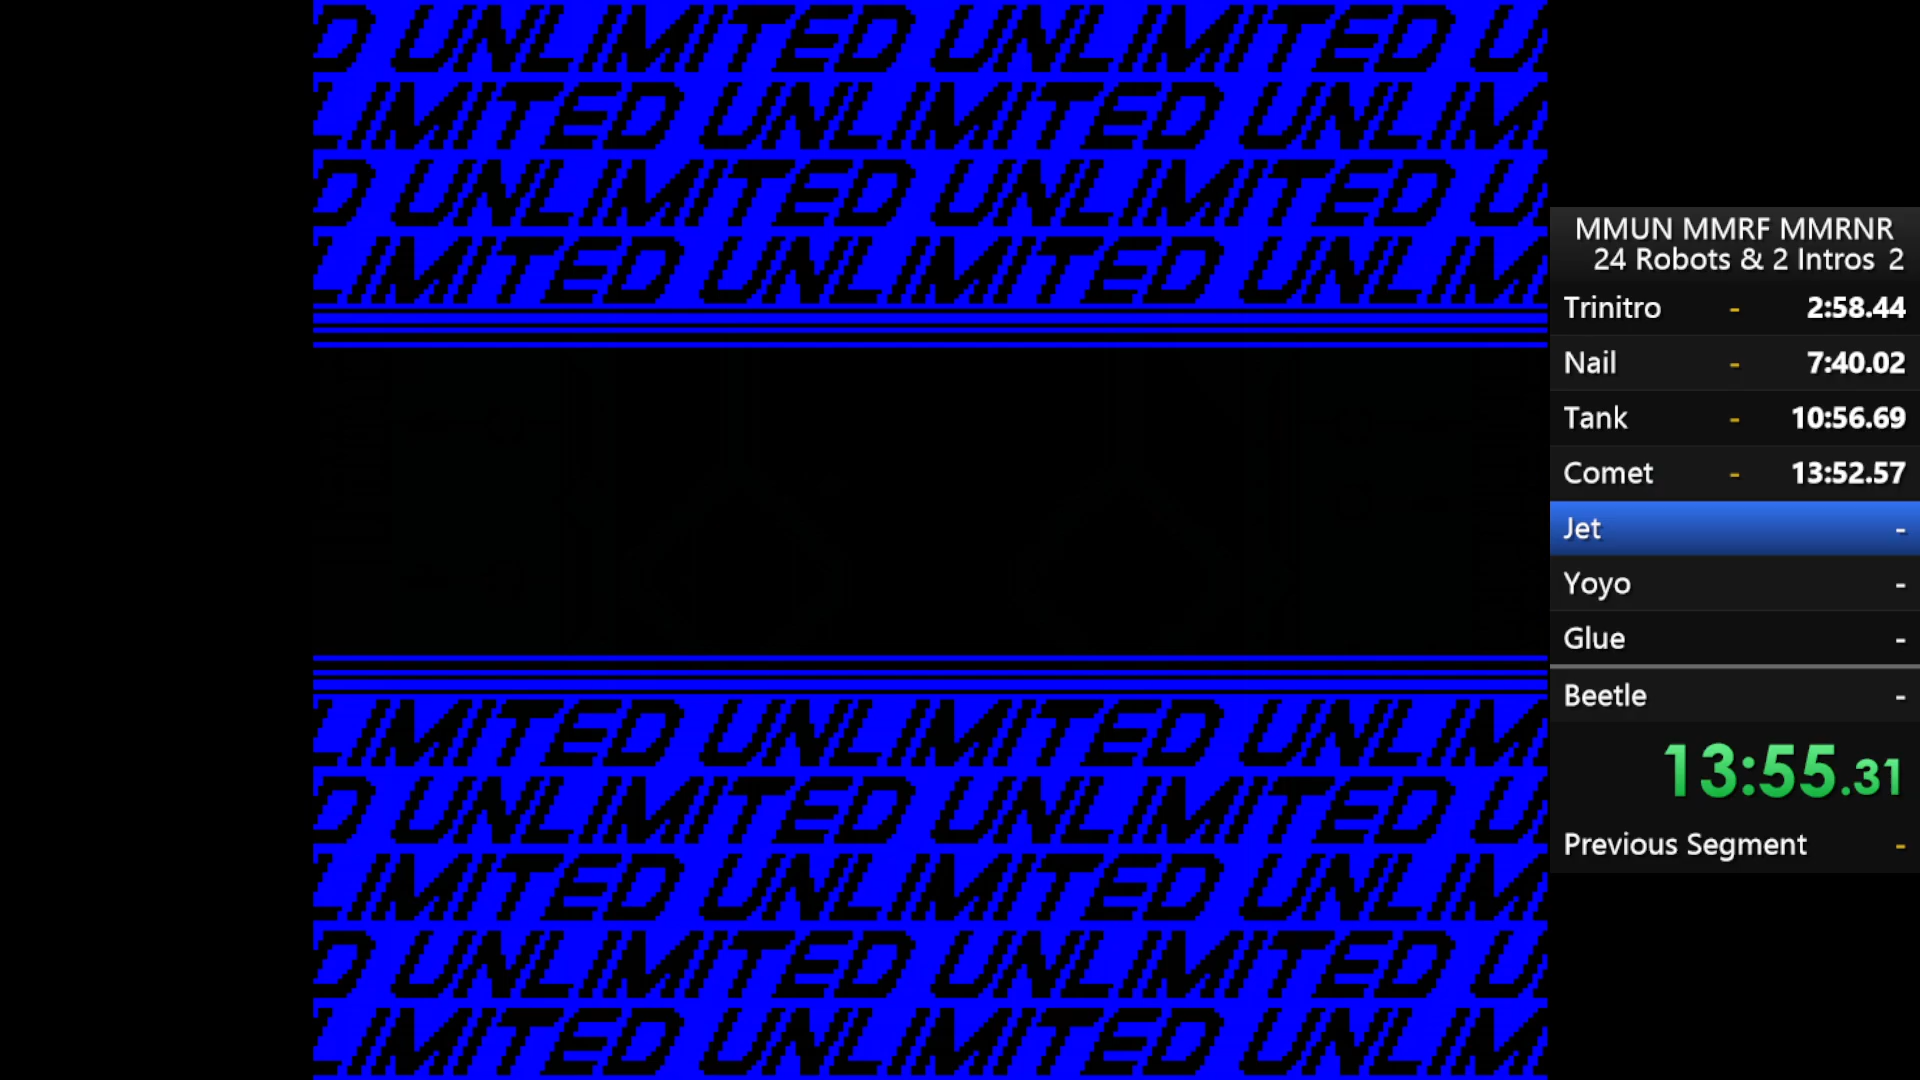 D UNLIMITED UNLIMITED U
LIMITED UNLIMITED UNLIM
D UNLIMITED UNLIMITED U
LIMITED UNLIMITED UNLIM
MMUN MMRF MMRNR
24 Robots & 2 Intros 2
Trinitro - 2:58.44
Nail - 7:40.02
Tank - 10:56.69
Comet - 13:52.57
Jet -
Yoyo -
Glue -
Beetle -
13:55.31
Previous Segment -
LIMITED UNLIMITED UNLIM
D UNLIMITED UNLIMITED U
LIMITED UNLIMITED UNLIM
D UNLIMITED UNLIMITED U
LIMITED UNLIMITED UNLIM